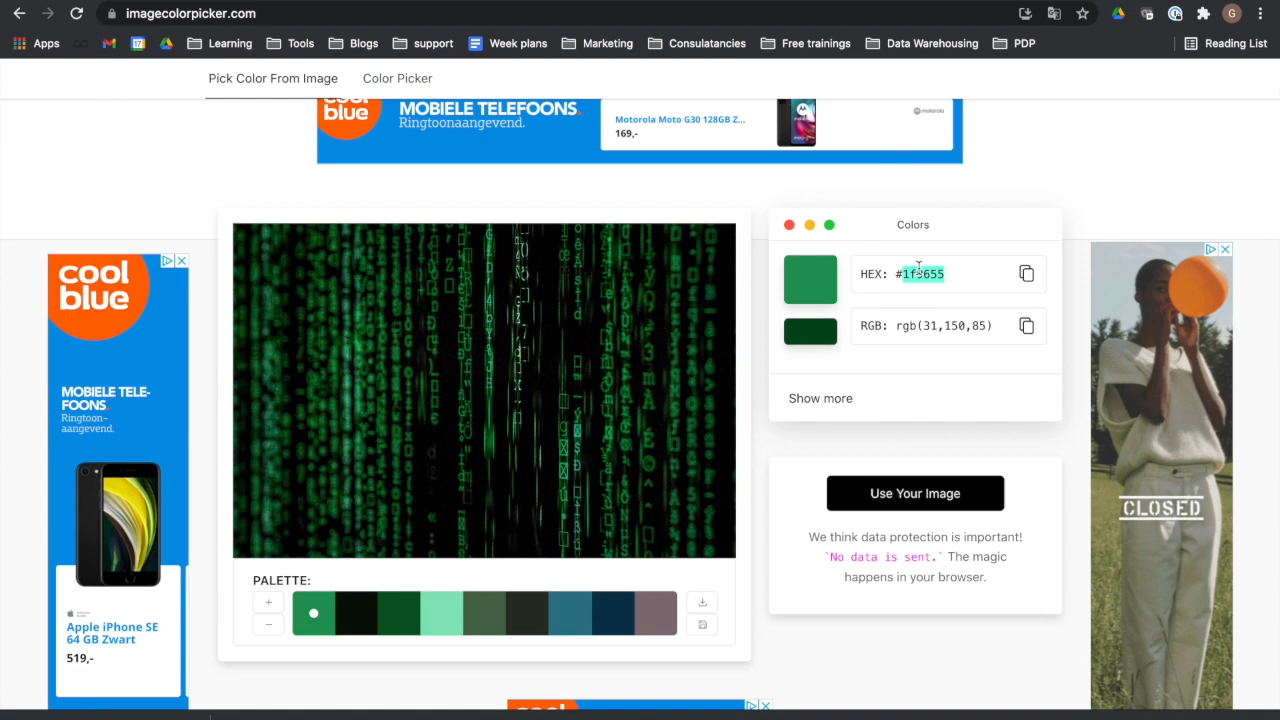 imagecolorpicker.com
G
Apps
17
Learning
Tools
Blogs
support
Week plans
Marketing
Consulatancies
Free trainings
Data Warehousing
PDP
Reading List
Pick Color From Image
Color Picker
cool
blue
MOBIELE TELEFOONS.
Ringtoonaangevend.
Motorola Moto G30 128GB Z...
169,-
motorola
Colors
HEX: #1f9655
RGB: rgb(31,150,85)
Show more
cool
blue
MOBIELE TELE-
FOONS.
Ringtoon-
aangevend.
Apple iPhone SE
64 GB Zwart
519,-
PALETTE:
+
−
Use Your Image
We think data protection is important!
`No data is sent.` The magic
happens in your browser.
CLOSED